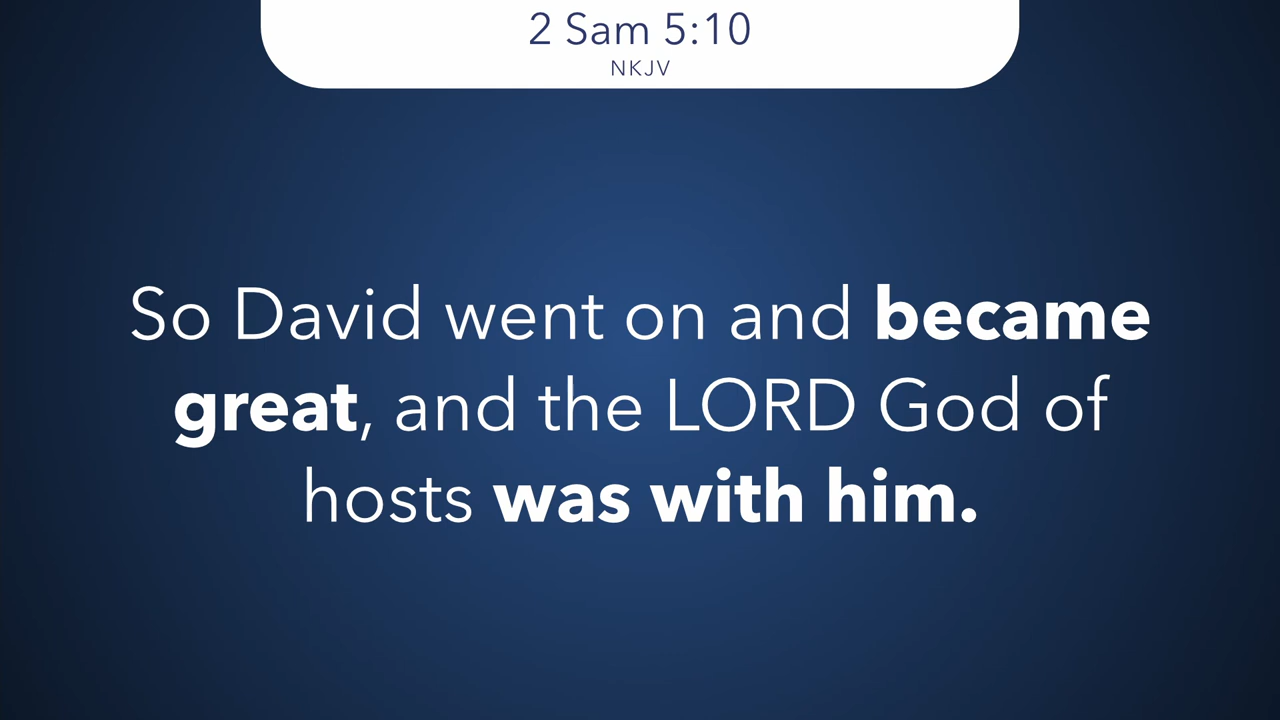 2 Sam 5:10
NKJV
So David went on and became
great, and the LORD God of
hosts was with him.